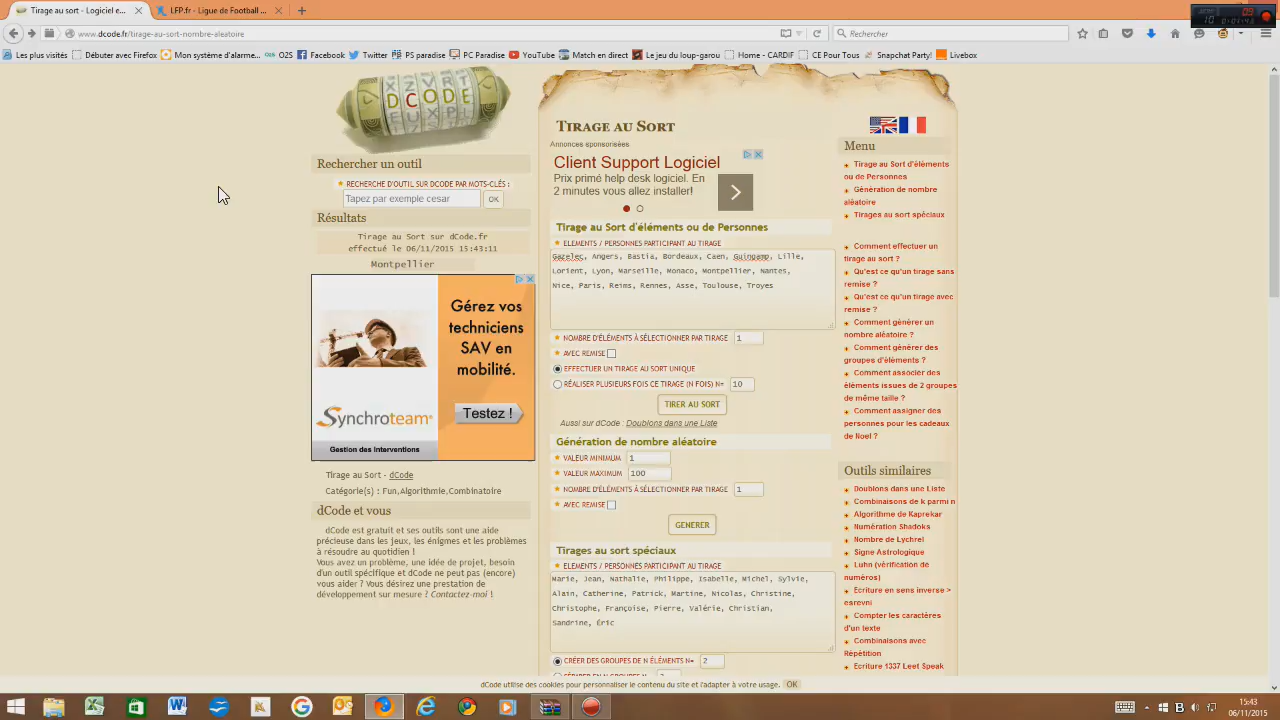 Tirage au sort - Logiciel...
LFP.fr - Ligue de Football ...
www.dcode.fr/tirage-au-sort-nombre-aleatoire
Rechercher
Les plus visités
Débuter avec Firefox
Mon système d'alarme...
O2S
Facebook
Twitter
PS paradise
PC Paradise
YouTube
Match en direct
Le jeu du loup-garou
Home - CARDIF
CE Pour Tous
Snapchat Party!
Livebox
DCODE
Rechercher un outil
RECHERCHE D'OUTIL SUR DCODE PAR MOTS-CLÉS :
Tapez par exemple cesar
OK
Résultats
Tirage au Sort sur dCode.fr
effectué le 06/11/2015 15:43:11
Montpellier
Gérez vos
techniciens
SAV en
mobilité.
Synchroteam
Testez !
Gestion des Interventions
Tirage au Sort - dCode
Catégorie(s) : Fun,Algorithmie,Combinatoire
dCode et vous
dCode est gratuit et ses outils sont une aide
précieuse dans les jeux, les énigmes et les problèmes
à résoudre au quotidien !
Vous avez un problème, une idée de projet, besoin
d'un outil spécifique et dCode ne peut pas (encore)
vous aider ? Vous désirez une prestation de
développement sur mesure ? Contactez-moi !
TIRAGE AU SORT
Annonces sponsorisées
Client Support Logiciel
Prix primé help desk logiciel. En
2 minutes vous allez installer!
Tirage au Sort d'éléments ou de Personnes
ELEMENTS / PERSONNES PARTICIPANT AU TIRAGE
Gazelec, Angers, Bastia, Bordeaux, Caen, Guingamp, Lille,
Lorient, Lyon, Marseille, Monaco, Montpellier, Nantes,
Nice, Paris, Reims, Rennes, Asse, Toulouse, Troyes
NOMBRE D'ÉLÉMENTS À SÉLECTIONNER PAR TIRAGE 1
AVEC REMISE
EFFECTUER UN TIRAGE AU SORT UNIQUE
RÉALISER PLUSIEURS FOIS CE TIRAGE (N FOIS) N= 10
TIRER AU SORT
Aussi sur dCode : Doublons dans une Liste
Génération de nombre aléatoire
VALEUR MINIMUM 1
VALEUR MAXIMUM 100
NOMBRE D'ÉLÉMENTS À SÉLECTIONNER PAR TIRAGE 1
AVEC REMISE
GENERER
Tirages au sort spéciaux
ELEMENTS / PERSONNES PARTICIPANT AU TIRAGE
Marie, Jean, Nathalie, Philippe, Isabelle, Michel, Sylvie,
Alain, Catherine, Patrick, Martine, Nicolas, Christine,
Christophe, Françoise, Pierre, Valérie, Christian,
Sandrine, Éric
CRÉER DES GROUPES DE N ÉLÉMENTS N= 2
Menu
Tirage au Sort d'éléments
ou de Personnes
Génération de nombre
aléatoire
Tirages au sort spéciaux
Comment effectuer un
tirage au sort ?
Qu'est ce qu'un tirage sans
remise ?
Qu'est ce qu'un tirage avec
remise ?
Comment générer un
nombre aléatoire ?
Comment générer des
groupes d'éléments ?
Comment associer des
éléments issues de 2 groupes
de même taille ?
Comment assigner des
personnes pour les cadeaux
de Noel ?
Outils similaires
Doublons dans une Liste
Combinaisons de k parmi n
Algorithme de Kaprekar
Numération Shadoks
Nombre de Lychrel
Signe Astrologique
Luhn (vérification de
numéros)
Ecriture en sens inverse >
esrevni
Compter les caractères
d'un texte
Combinaisons avec
Répétition
Ecriture 1337 Leet Speak
dCode utilise des cookies pour personnaliser le contenu du site et l'adapter à votre usage. OK
15:43
06/11/2015